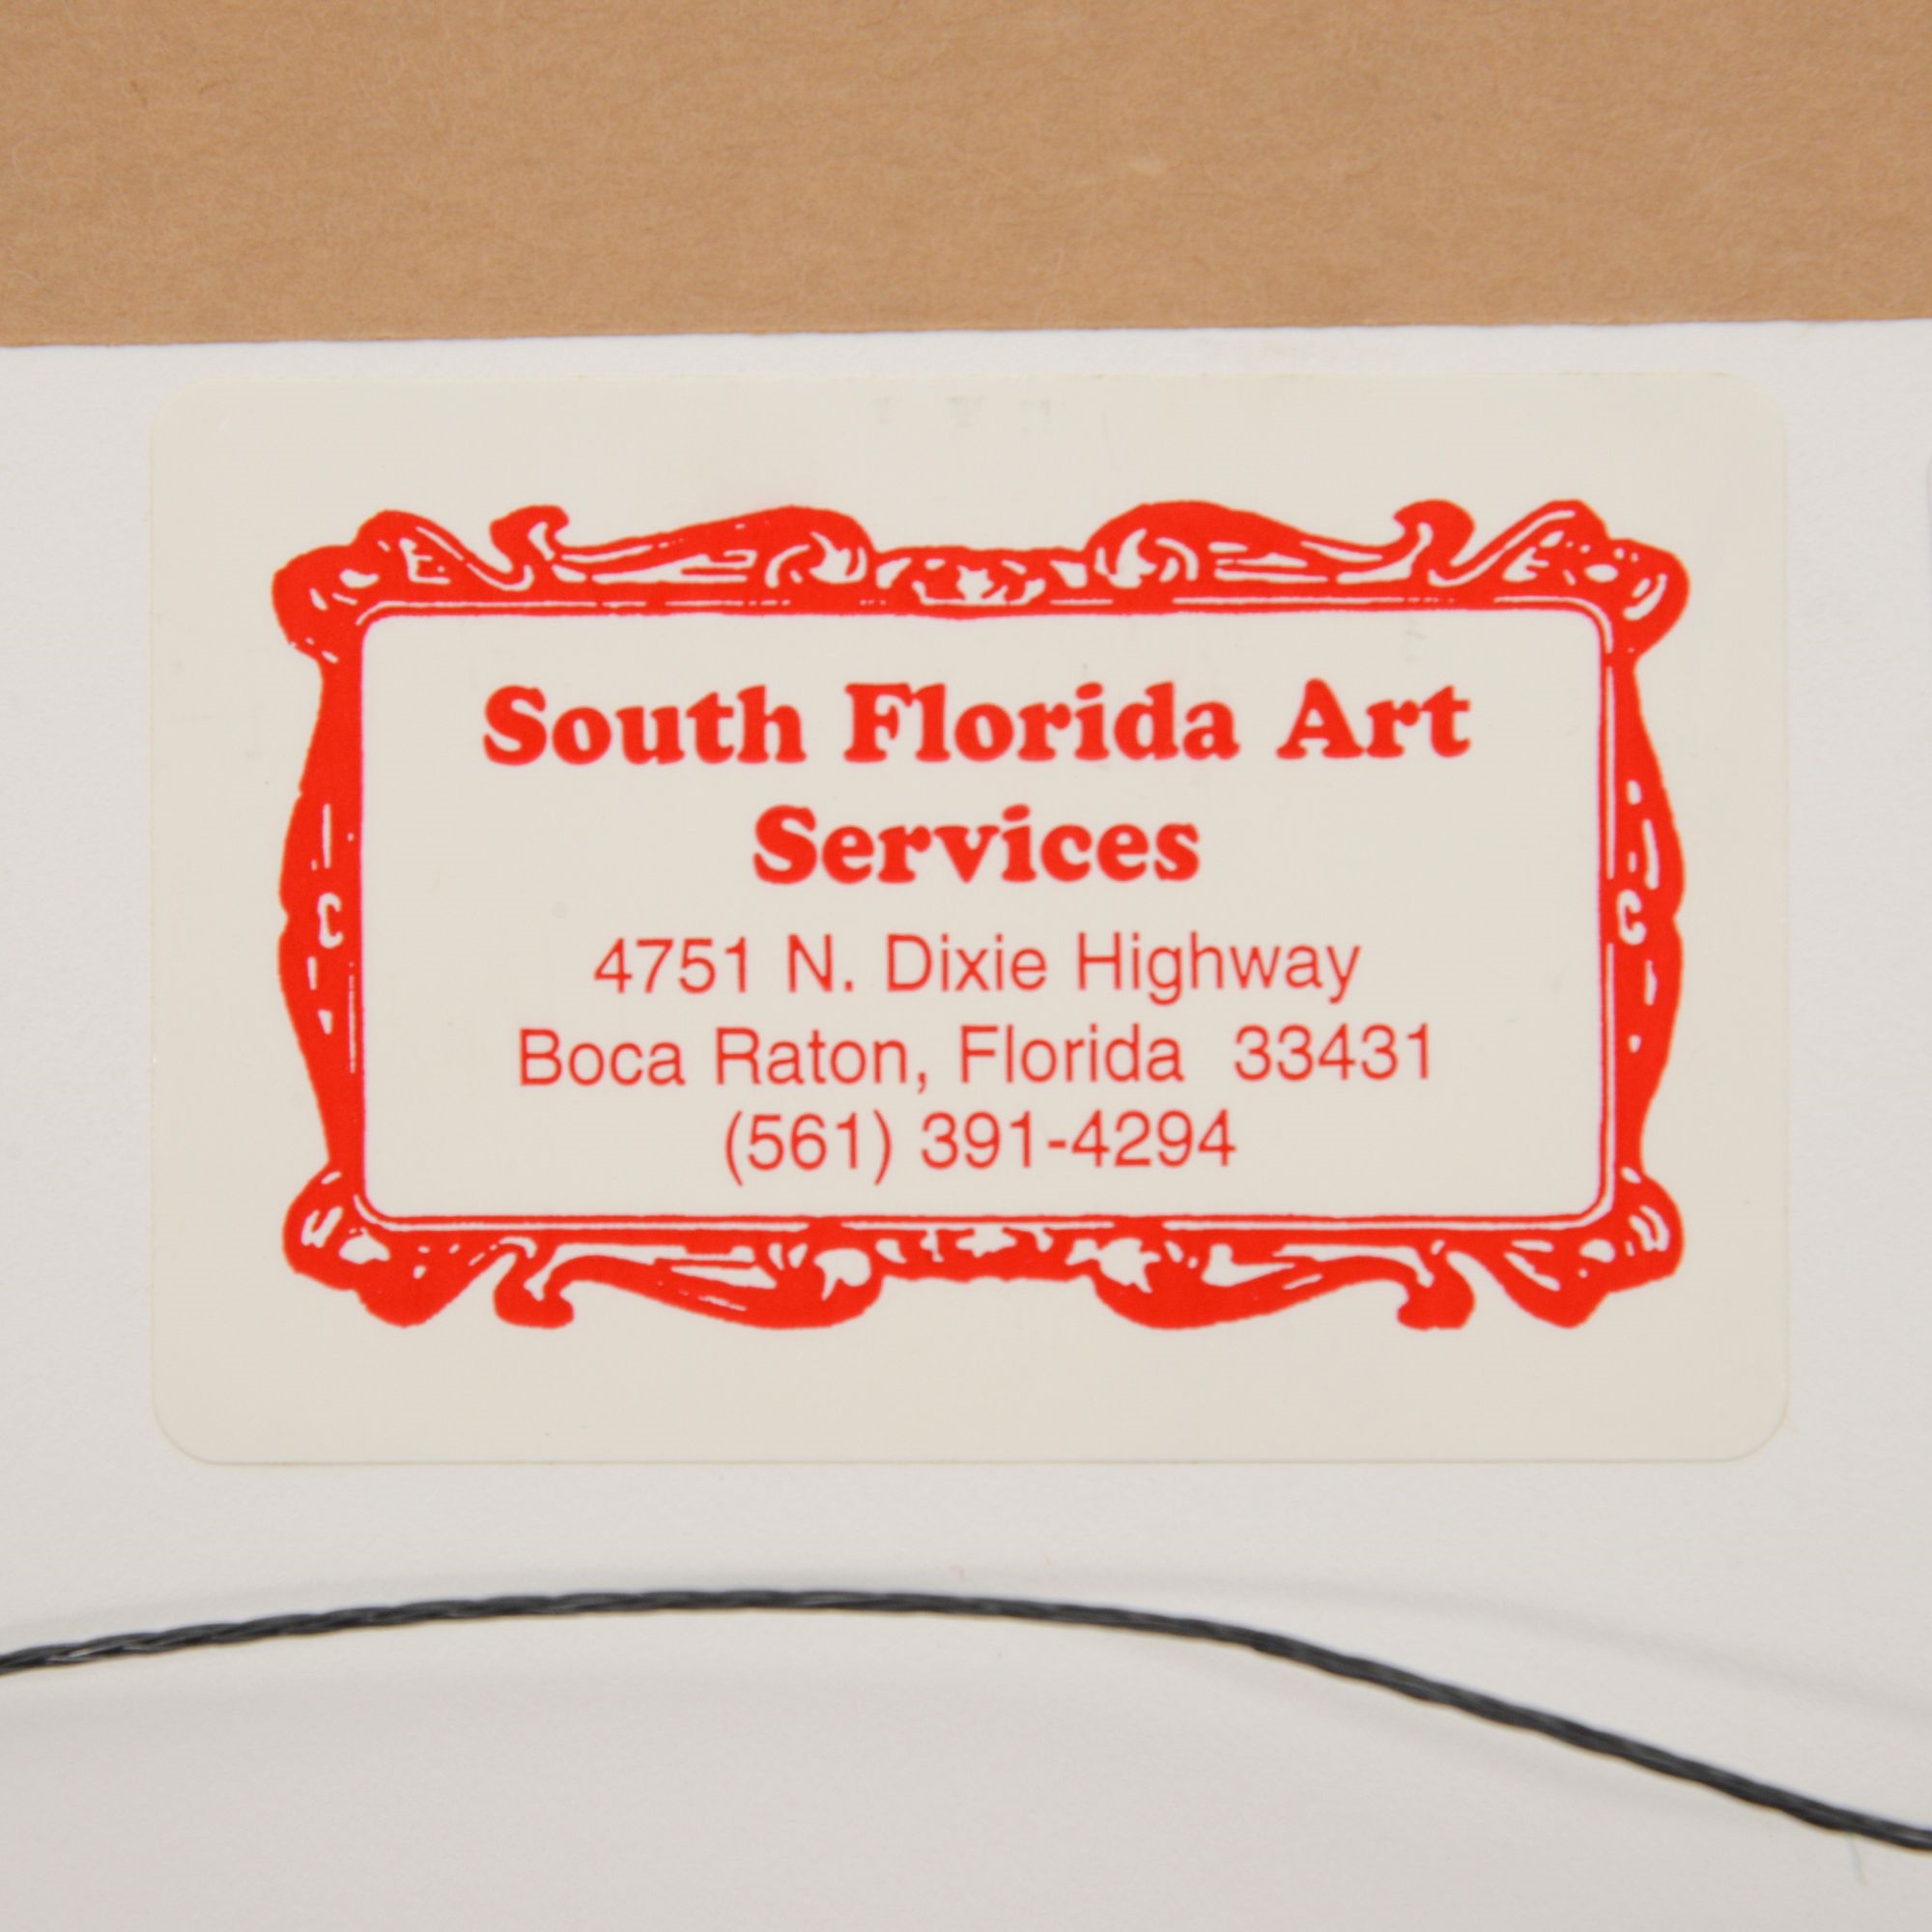 South Florida Art
Services
4751 N. Dixie Highway
Boca Raton, Florida 33431
(561) 391-4294